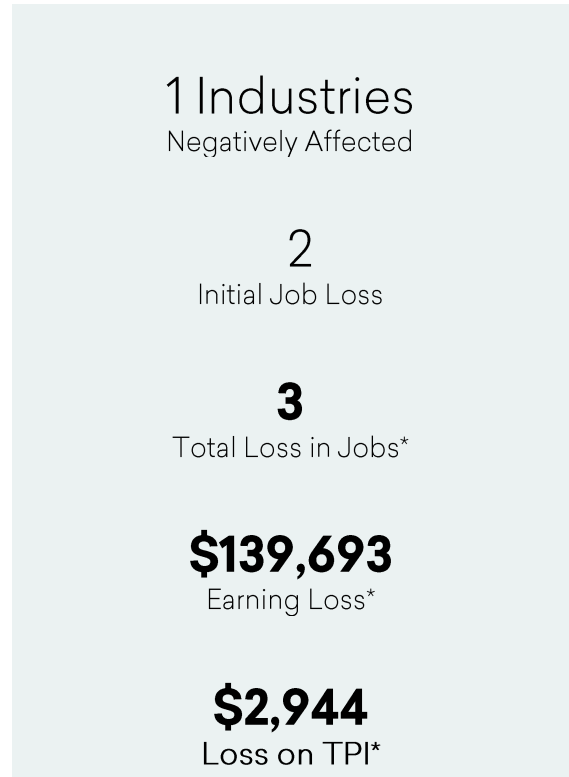 1 Industries
Negatively Affected
2
Initial Job Loss
3
Total Loss in Jobs*
$139,693
Earning Loss*
$2,944
Loss on TPI*